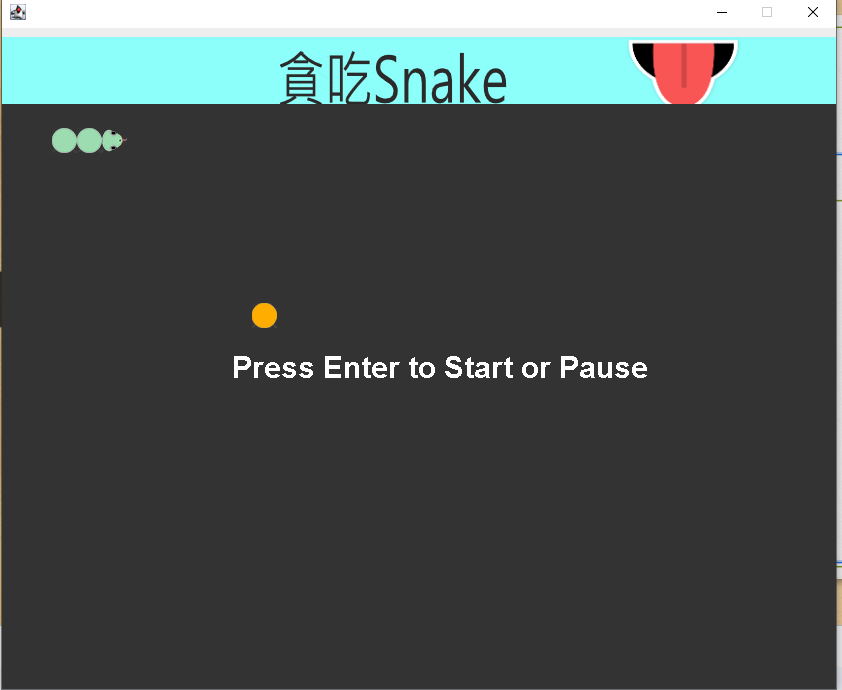 貪吃Snake
Press Enter to Start or Pause